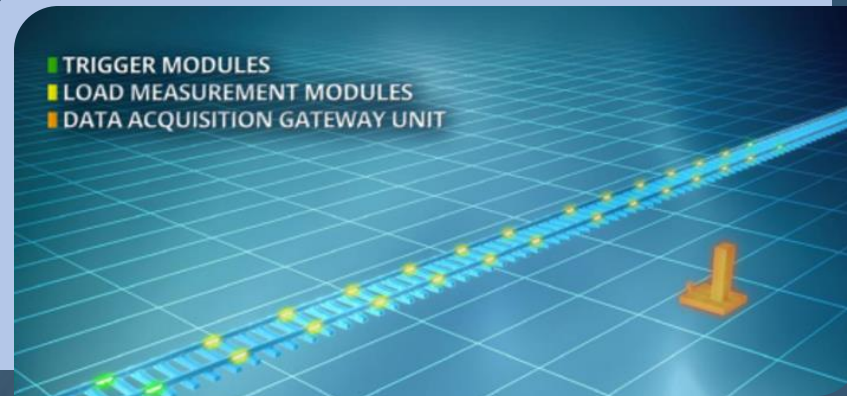 TRIGGER MODULES
LOAD MEASUREMENT MODULES
DATA ACQUISITION GATEWAY UNIT